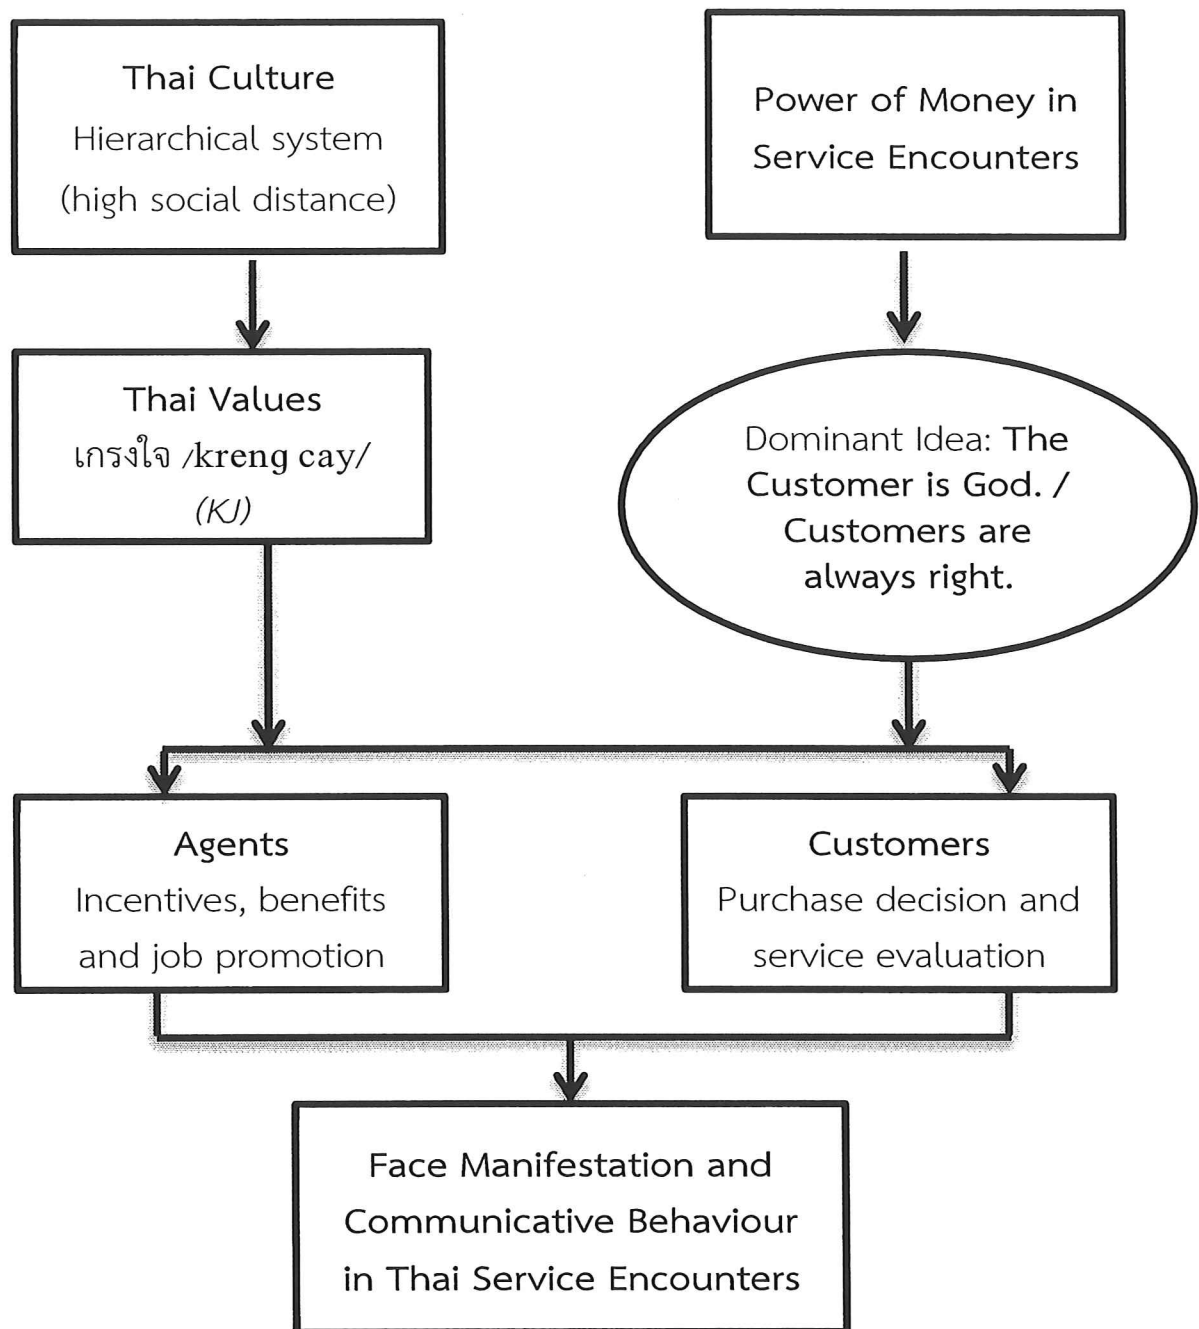 Thai Culture
Hierarchical system
(high social distance)
Power of Money in
Service Encounters
Thai Values
เกรงใจ /kreng cay/
(KJ)
Dominant Idea: The
Customer is God. /
Customers are
always right.
Agents
Incentives, benefits
and job promotion
Customers
Purchase decision and
service evaluation
Face Manifestation and
Communicative Behaviour
in Thai Service Encounters